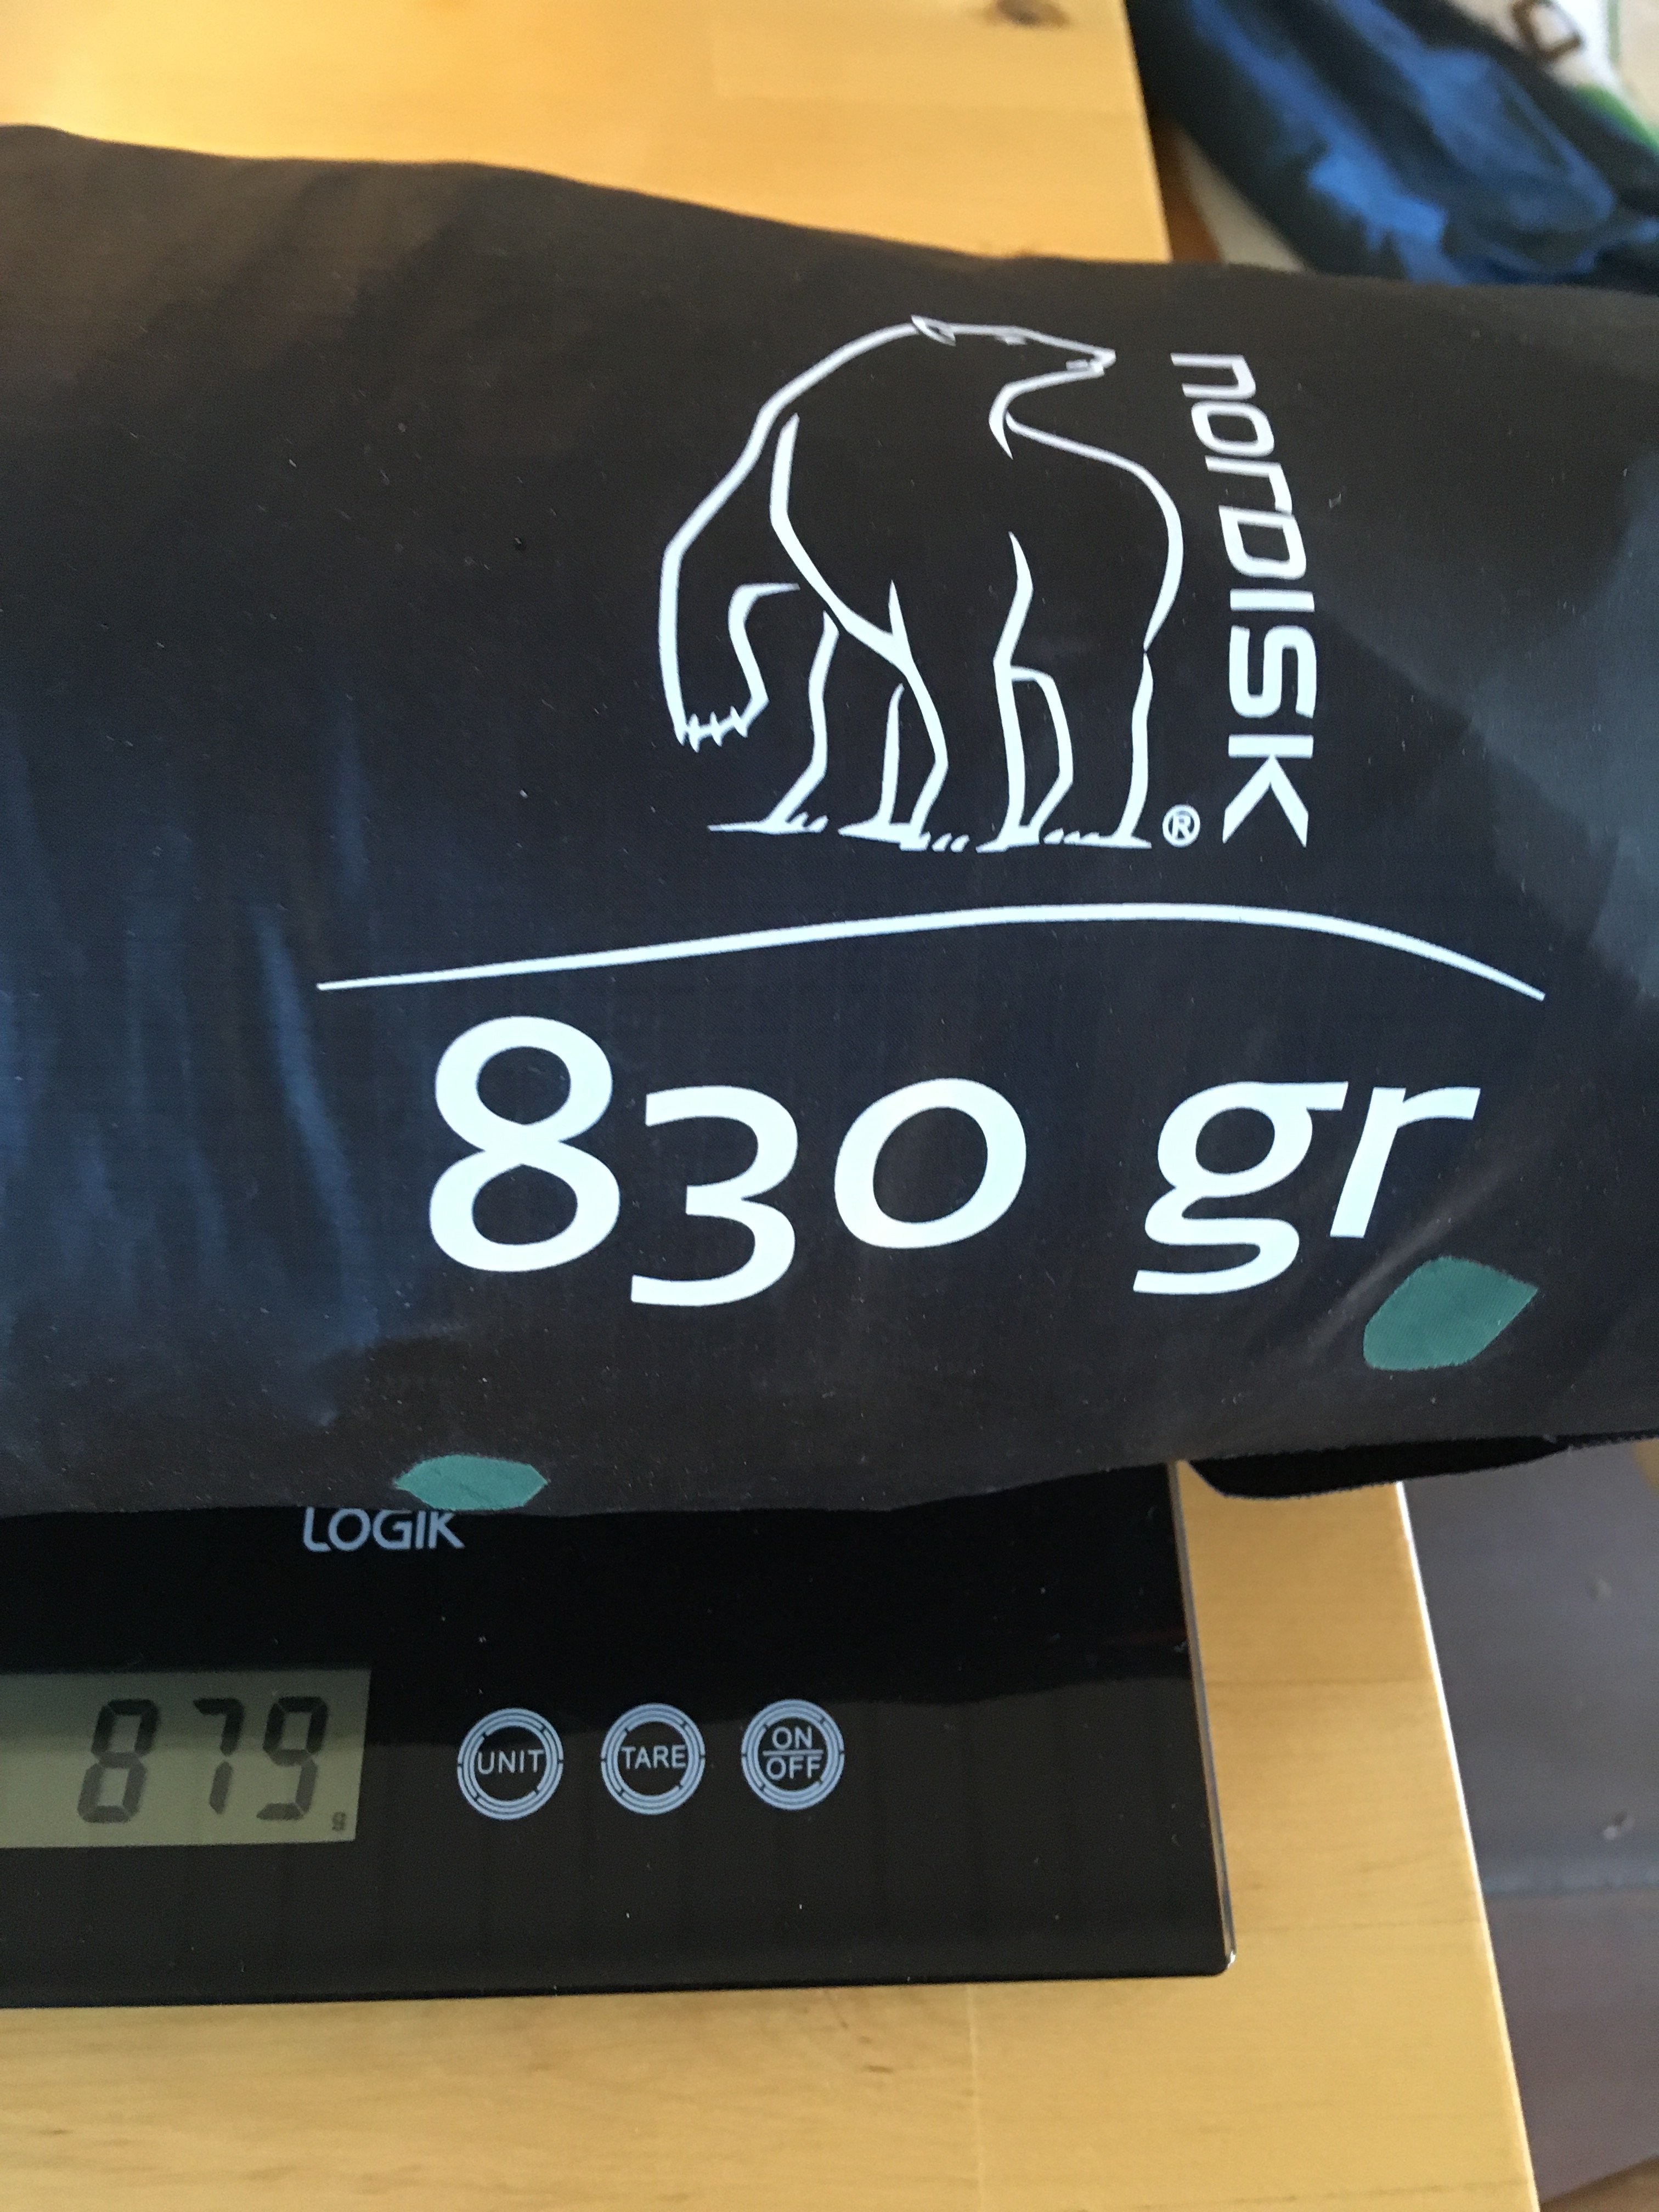 norDISK
®
830 gr
LOGIK
879 g
UNIT
TARE
ON
OFF